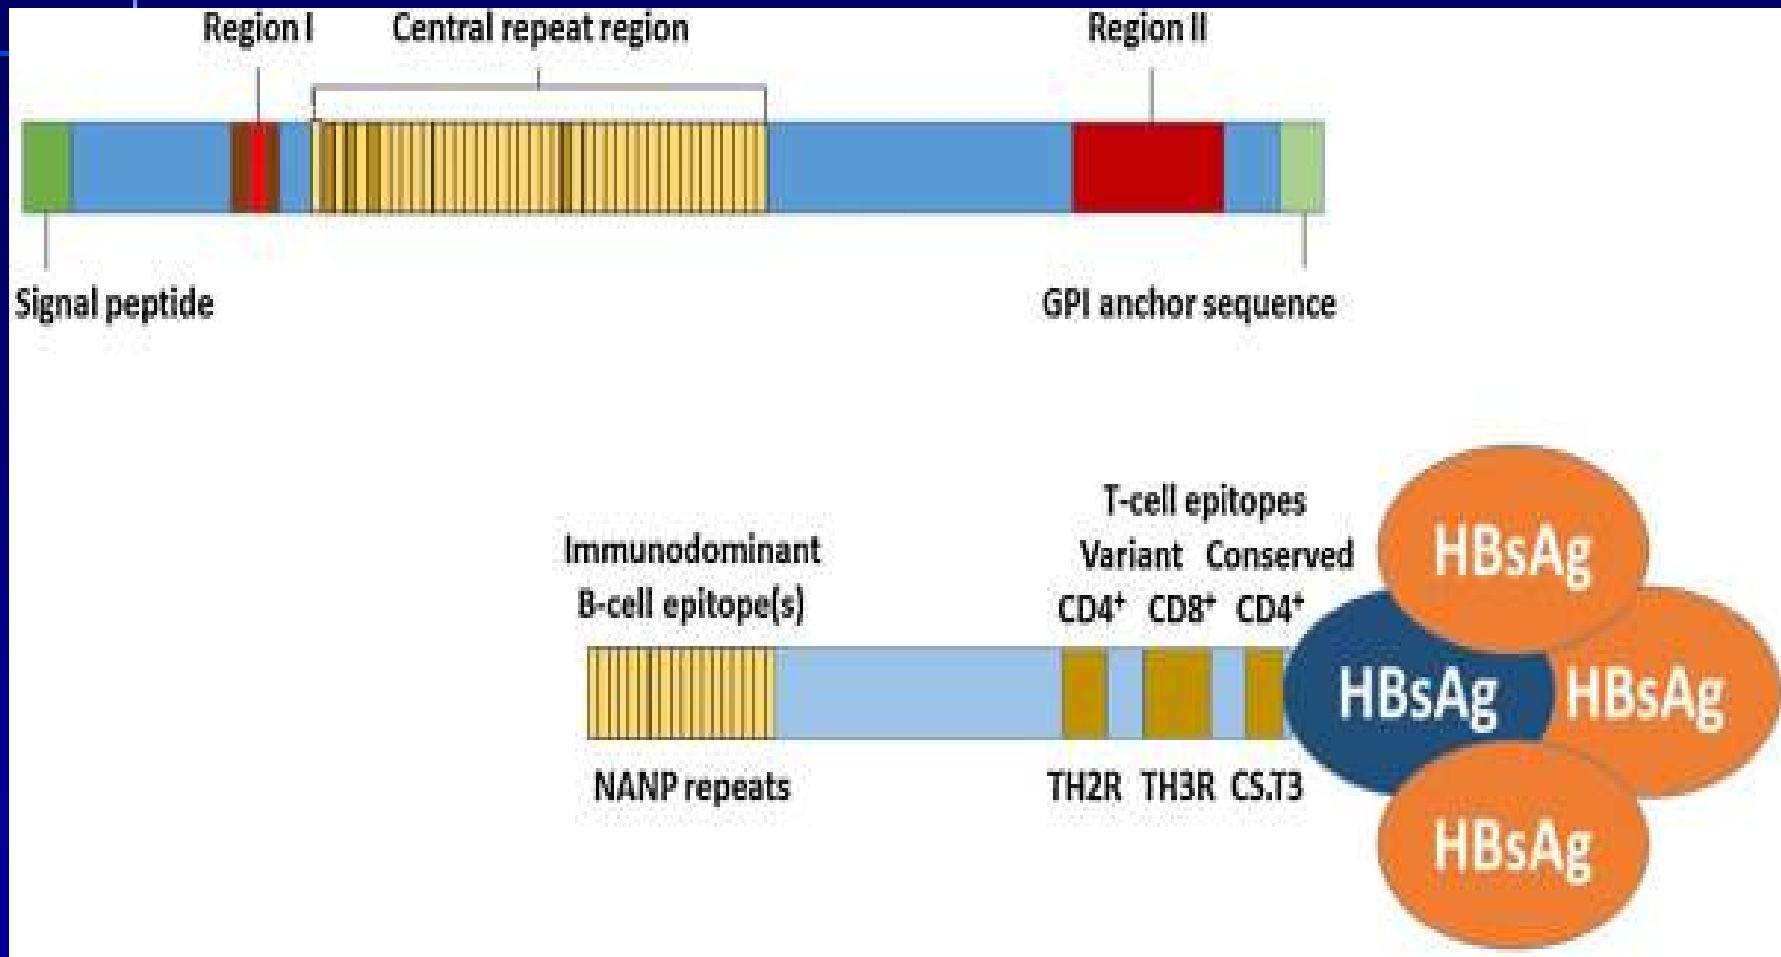 Region I
Central repeat region
Region II
Signal peptide
GPI anchor sequence
Immunodominant
B-cell epitope(s)
T-cell epitopes
Variant Conserved
CD4⁺ CD8⁺ CD4⁺
NANP repeats
TH2R TH3R CS.T3
HBsAg
HBsAg
HBsAg
HBsAg